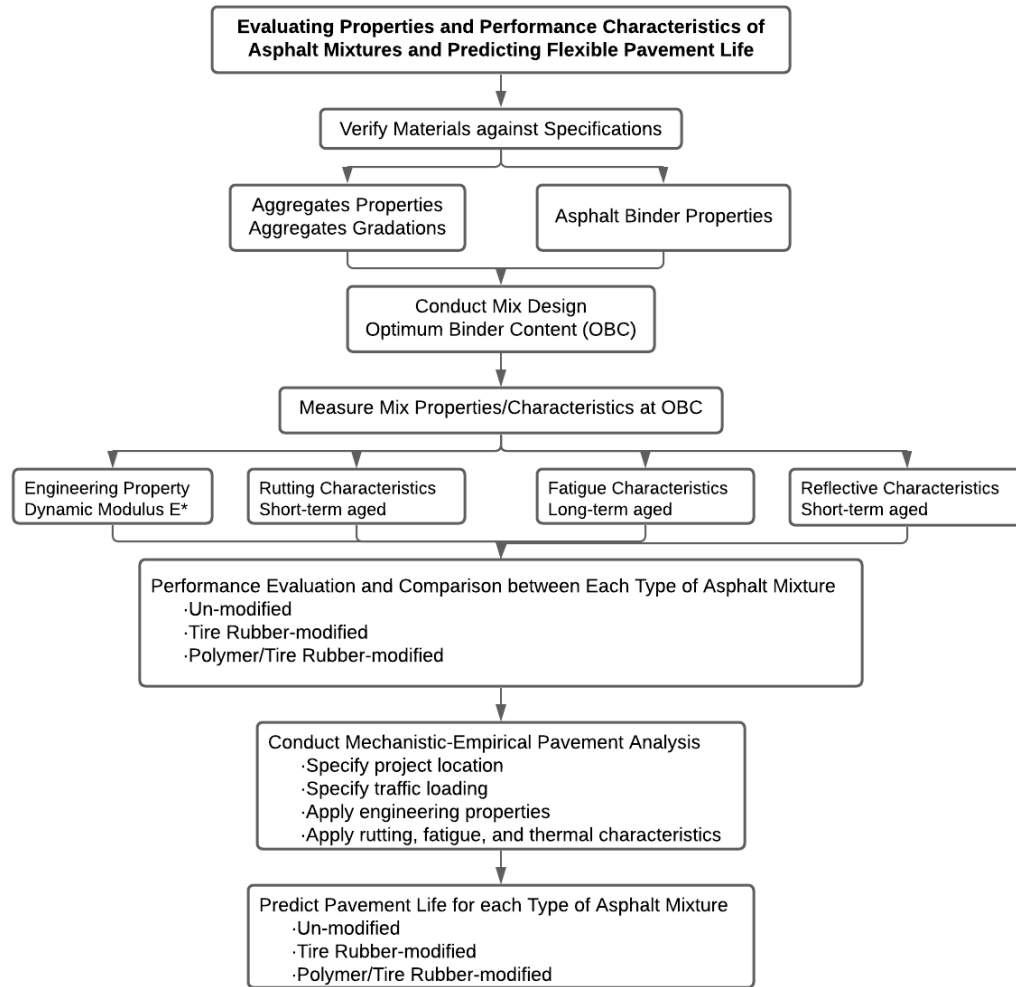 Evaluating Properties and Performance Characteristics of
Asphalt Mixtures and Predicting Flexible Pavement Life
Verify Materials against Specifications
Aggregates Properties
Aggregates Gradations
Asphalt Binder Properties
Conduct Mix Design
Optimum Binder Content (OBC)
Measure Mix Properties/Characteristics at OBC
Engineering Property
Dynamic Modulus E*
Rutting Characteristics
Short-term aged
Fatigue Characteristics
Long-term aged
Reflective Characteristics
Short-term aged
Performance Evaluation and Comparison between Each Type of Asphalt Mixture
·Un-modified
·Tire Rubber-modified
·Polymer/Tire Rubber-modified
Conduct Mechanistic-Empirical Pavement Analysis
·Specify project location
·Specify traffic loading
·Apply engineering properties
·Apply rutting, fatigue, and thermal characteristics
Predict Pavement Life for each Type of Asphalt Mixture
·Un-modified
·Tire Rubber-modified
·Polymer/Tire Rubber-modified